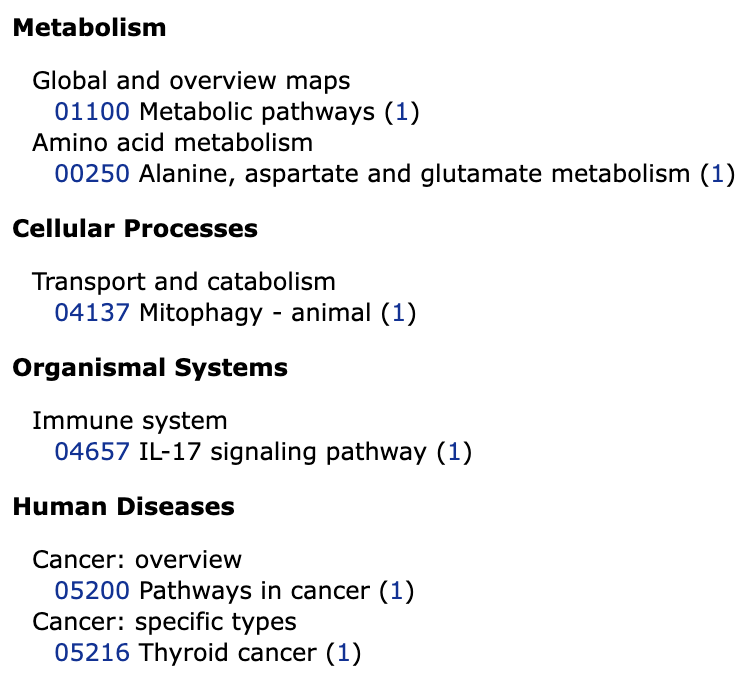 Metabolism
Global and overview maps
01100 Metabolic pathways (1)
Amino acid metabolism
00250 Alanine, aspartate and glutamate metabolism (1)
Cellular Processes
Transport and catabolism
04137 Mitophagy - animal (1)
Organismal Systems
Immune system
04657 IL-17 signaling pathway (1)
Human Diseases
Cancer: overview
05200 Pathways in cancer (1)
Cancer: specific types
05216 Thyroid cancer (1)